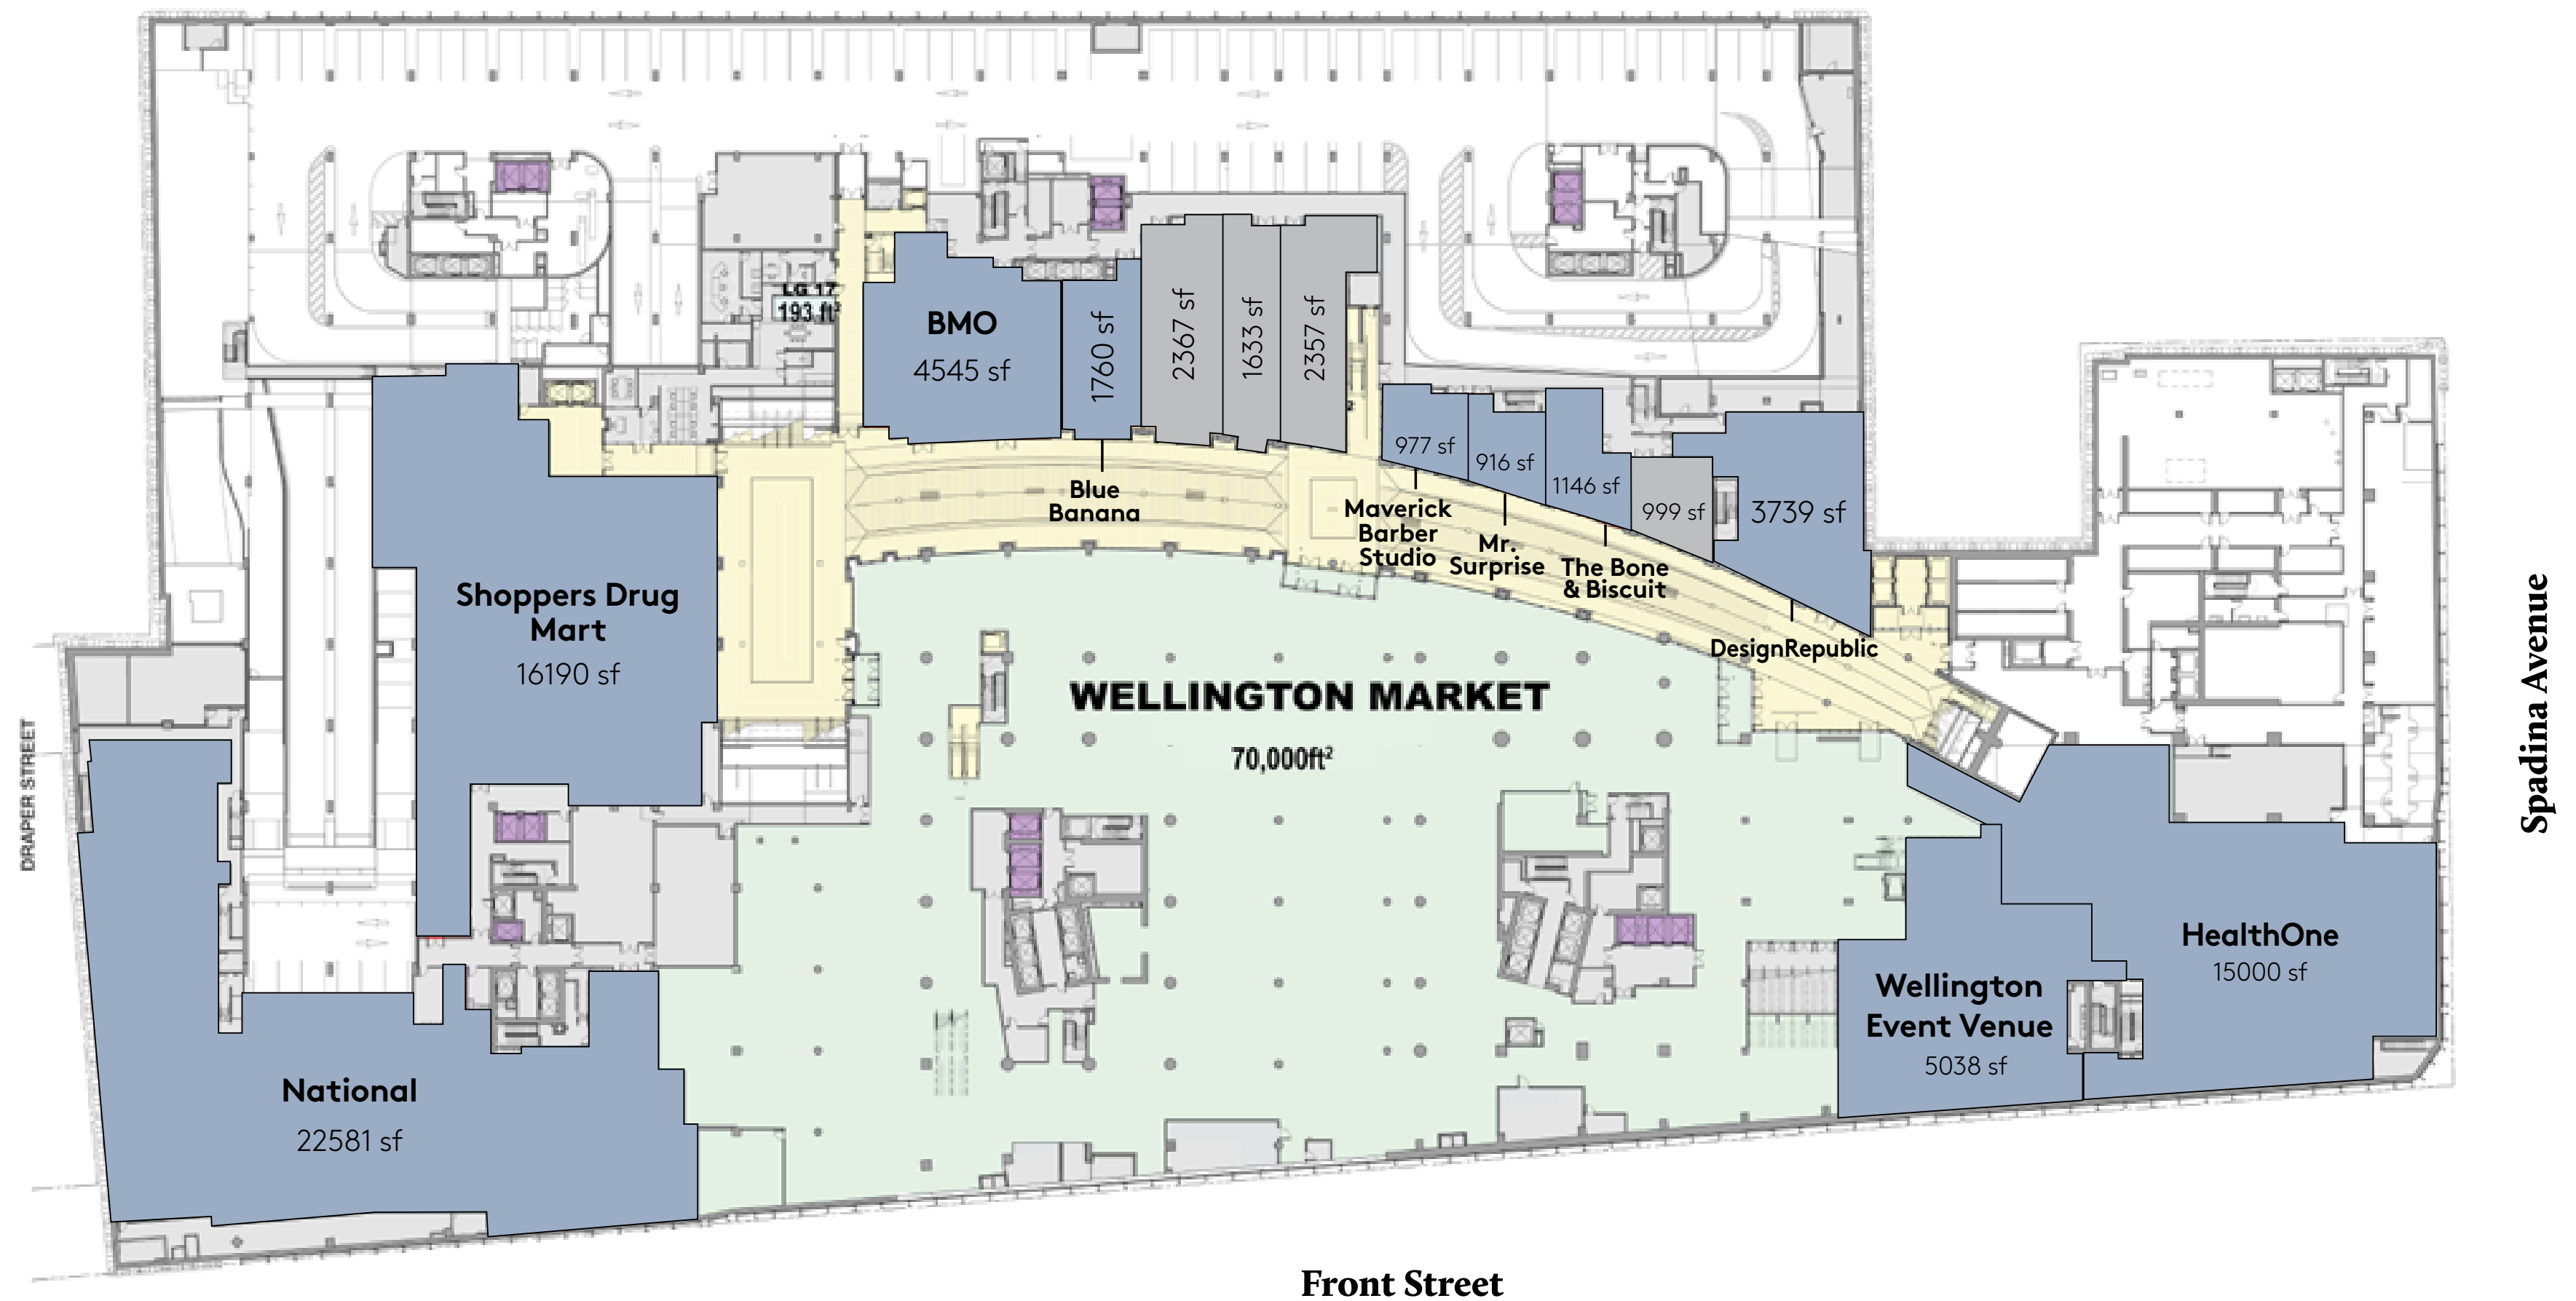 LG 17
193 ft²
BMO
4545 sf
1760 sf
2367 sf
1633 sf
2357 sf
977 sf
916 sf
1146 sf
999 sf
3739 sf
Blue
Banana
Maverick
Barber
Studio
Mr.
Surprise
The Bone
& Biscuit
DesignRepublic
Shoppers Drug
Mart
16190 sf
WELLINGTON MARKET
70,000ft²
DRAPER STREET
Spadina Avenue
National
22581 sf
Wellington
Event Venue
5038 sf
HealthOne
15000 sf
Front Street